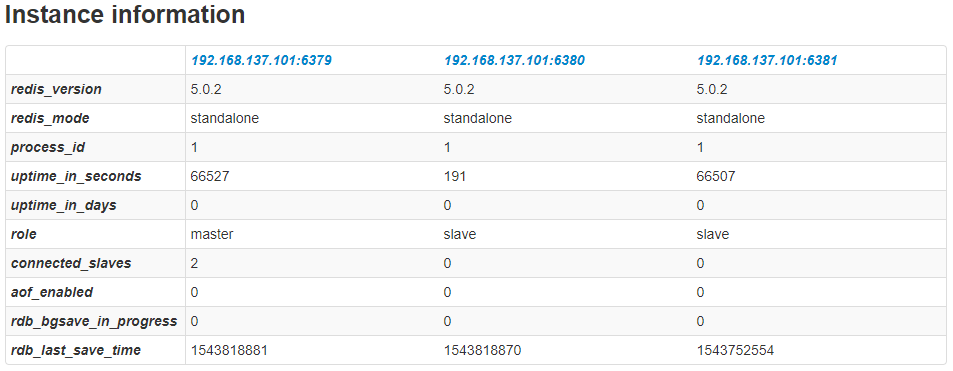 Instance information
192.168.137.101:6379 192.168.137.101:6380 192.168.137.101:6381
redis_version 5.0.2 5.0.2 5.0.2
redis_mode standalone standalone standalone
process_id 1 1 1
uptime_in_seconds 66527 191 66507
uptime_in_days 0 0 0
role master slave slave
connected_slaves 2 0 0
aof_enabled 0 0 0
rdb_bgsave_in_progress 0 0 0
rdb_last_save_time 1543818881 1543818870 1543752554